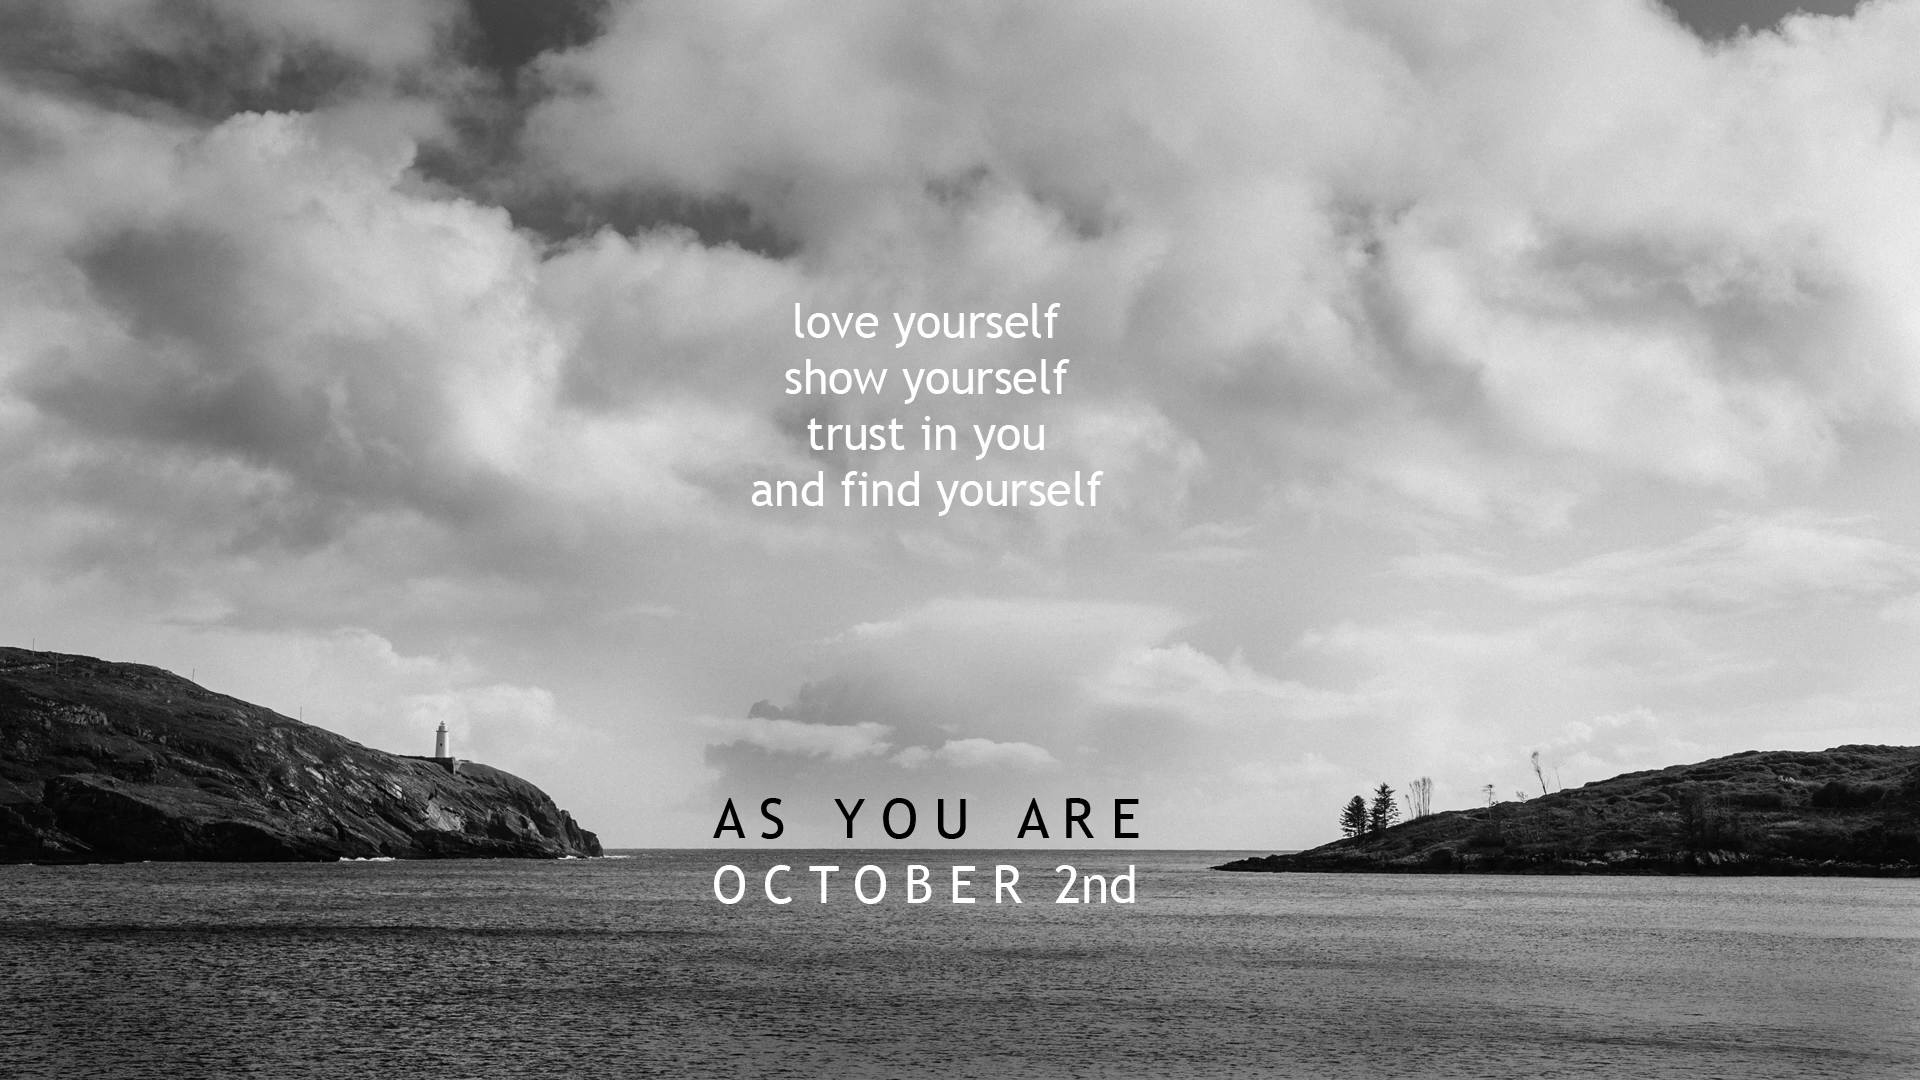 love yourself
show yourself
trust in you
and find yourself
AS YOU ARE
OCTOBER 2nd